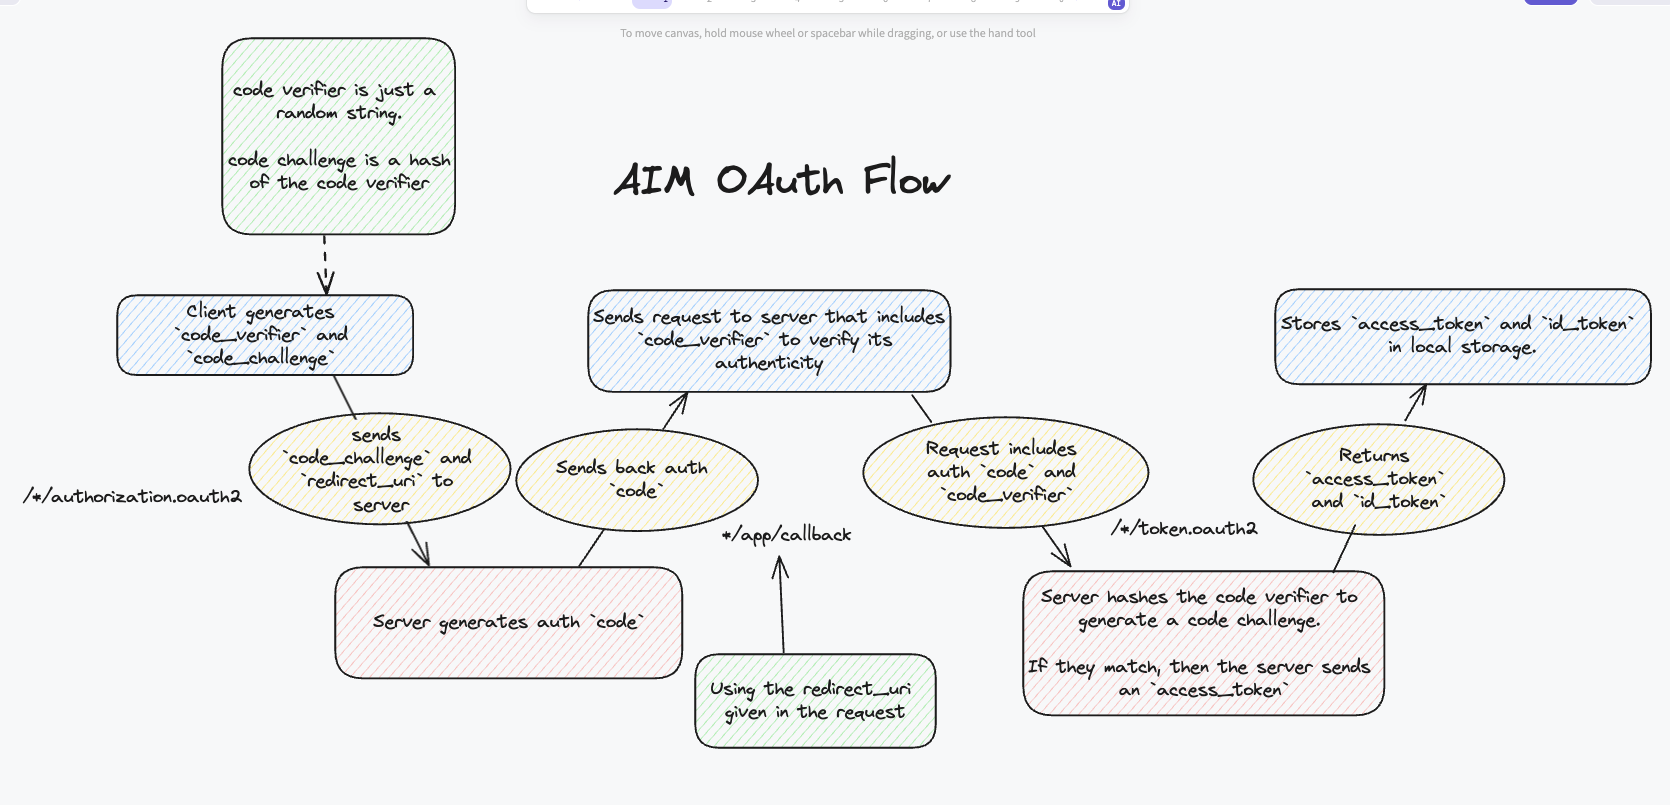 To move canvas, hold mouse wheel or spacebar while dragging, or use the hand tool
code verifier is just a
random string.
code challenge is a hash
of the code verifier
AIM OAuth Flow
Client generates
`code_verifier` and
`code_challenge`
Sends request to server that includes
`code_verifier` to verify its
authenticity
Stores `access_token` and `id_token`
in local storage.
sends
`code_challenge` and
`redirect_uri` to
server
/*/authorization.oauth2
Sends back auth
`code`
*/app/callback
Request includes
auth `code` and
`code_verifier`
/*/token.oauth2
Returns
`access_token`
and `id_token`
Server generates auth `code`
Using the redirect_uri
given in the request
Server hashes the code verifier to
generate a code challenge.
If they match, then the server sends
an `access_token`
AI